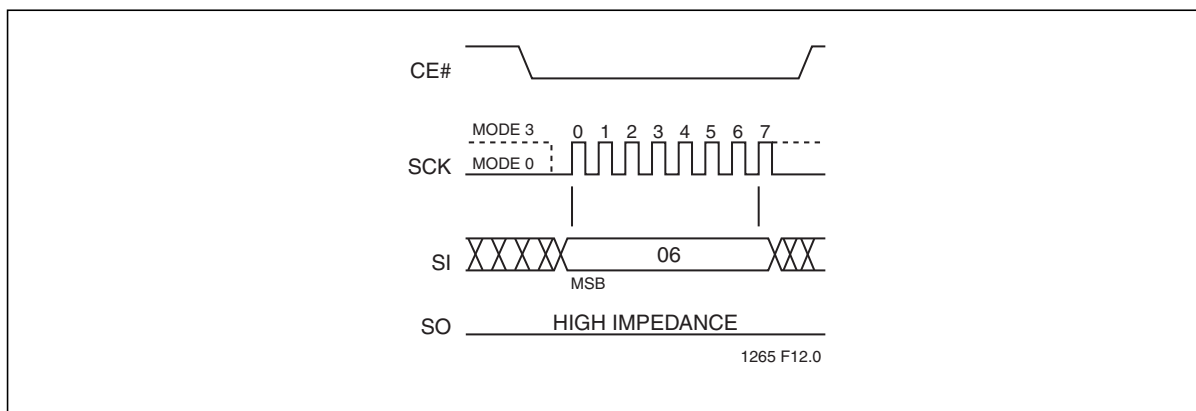 CE#
MODE 3
0 1 2 3 4 5 6 7
SCK
MODE 0
SI
06
MSB
SO
HIGH IMPEDANCE
1265 F12.0